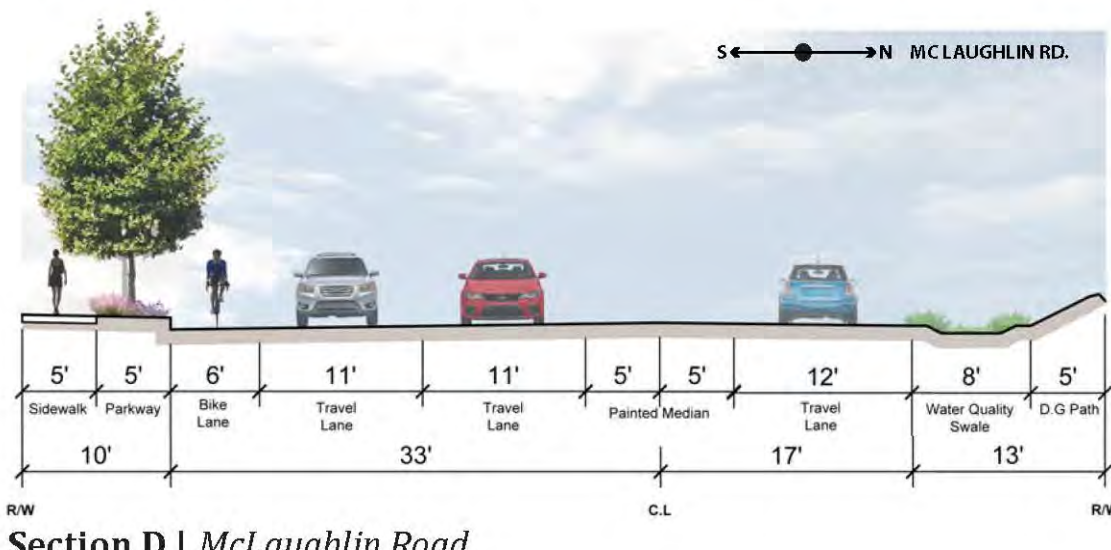 S N MC LAUGHLIN RD.
5' 5' 6' 11' 11' 5' 5' 12' 8' 5'
Sidewalk Parkway Bike Lane Travel Lane Travel Lane Painted Median Travel Lane Water Quality Swale D.G Path
10' 33' 17' 13'
R/W C.L R/W
Section D | McLaughlin Road